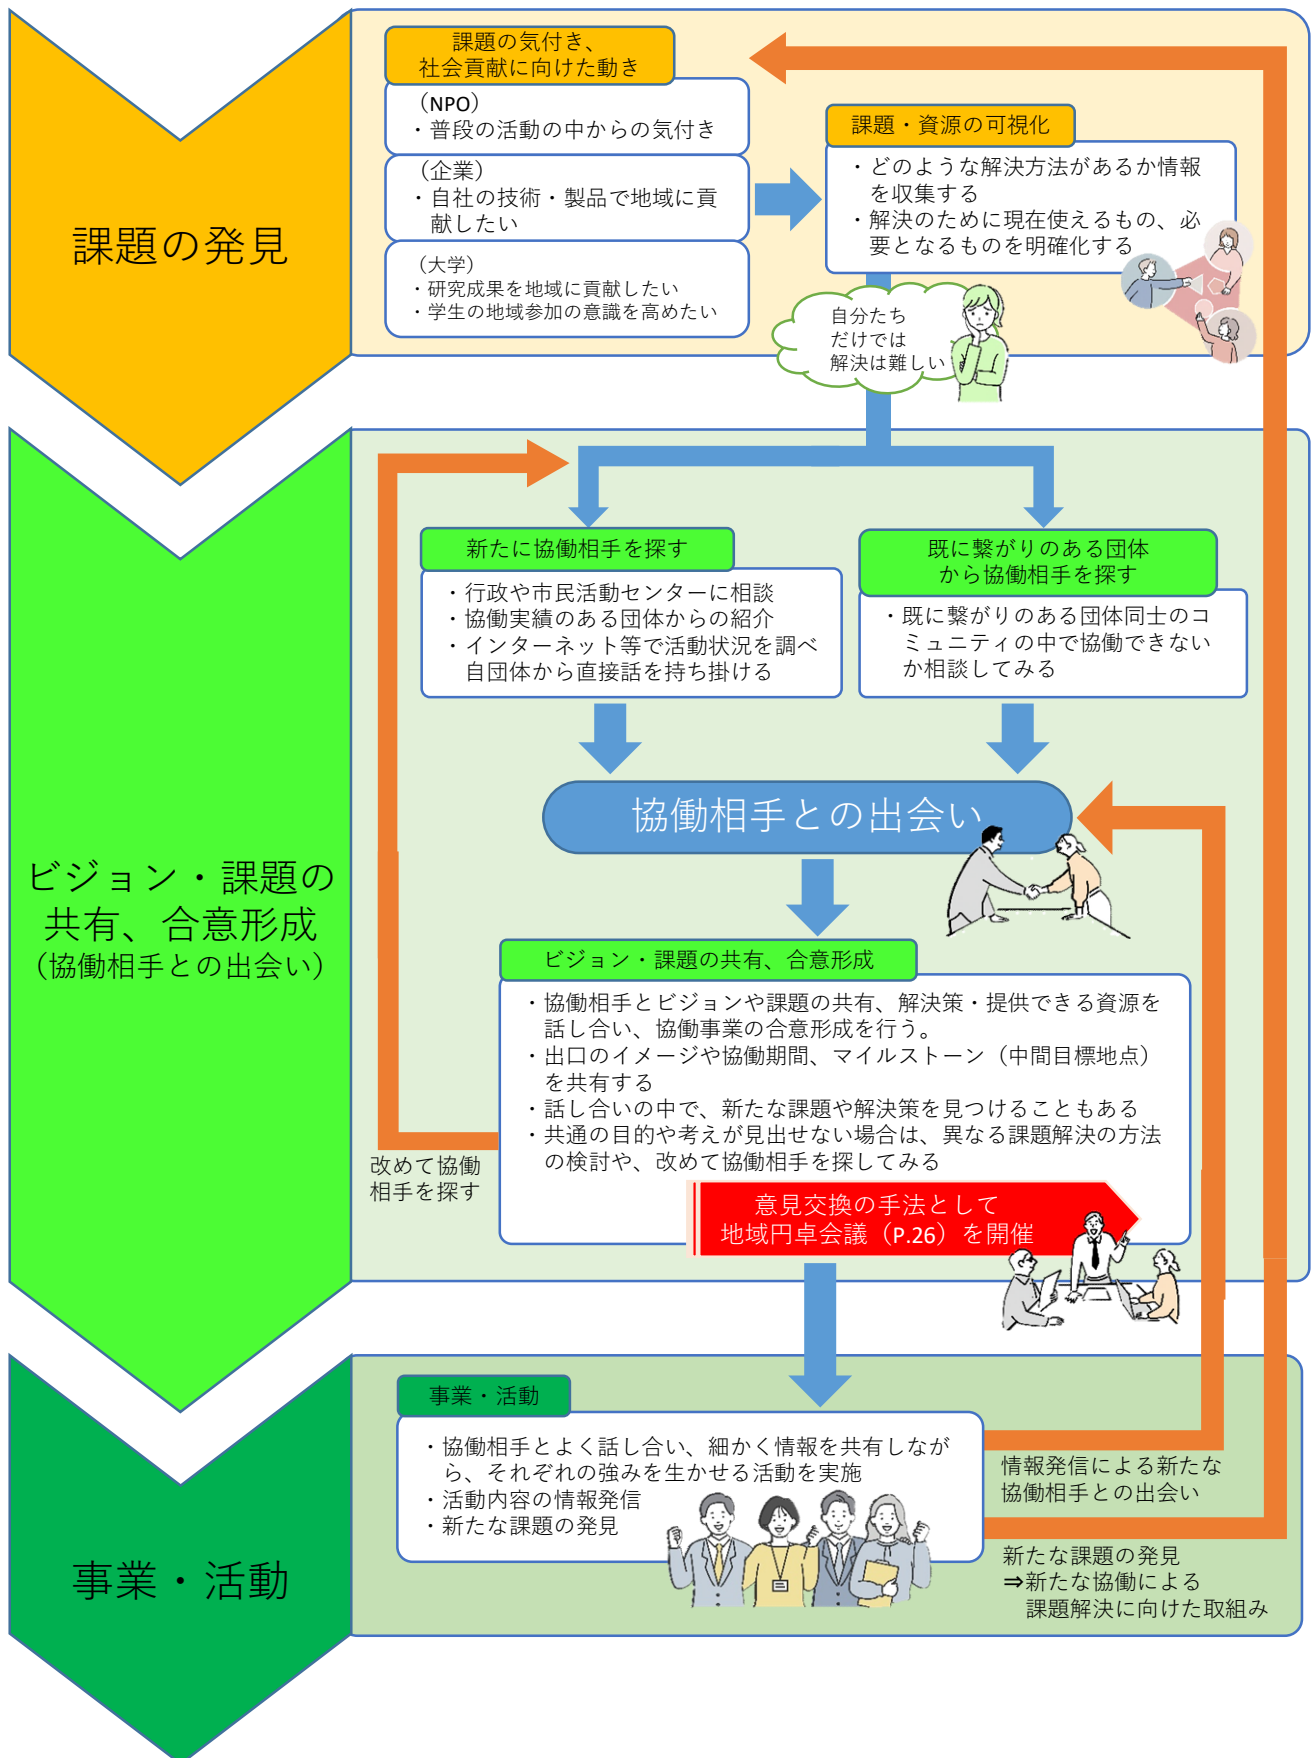 課題の発見
課題の気付き、
社会貢献に向けた動き
（NPO）
・普段の活動の中からの気付き
（企業）
・自社の技術・製品で地域に貢
献したい
（大学）
・研究成果を地域に貢献したい
・学生の地域参加の意識を高めたい
課題・資源の可視化
・どのような解決方法があるか情報
を収集する
・解決のために現在使えるもの、必
要となるものを明確化する
自分たち
だけでは
解決は難しい
ビジョン・課題の
共有、合意形成
（協働相手との出会い）
新たに協働相手を探す
・行政や市民活動センターに相談
・協働実績のある団体からの紹介
・インターネット等で活動状況を調べ
自団体から直接話を持ち掛ける
既に繋がりのある団体
から協働相手を探す
・既に繋がりのある団体同士のコ
ミュニティの中で協働できない
か相談してみる
協働相手との出会い
ビジョン・課題の共有、合意形成
・協働相手とビジョンや課題の共有、解決策・提供できる資源を
話し合い、協働事業の合意形成を行う。
・出口のイメージや協働期間、マイルストーン（中間目標地点）
を共有する
・話し合いの中で、新たな課題や解決策を見つけることもある
・共通の目的や考えが見出せない場合は、異なる課題解決の方法
の検討や、改めて協働相手を探してみる
改めて協働
相手を探す
意見交換の手法として
地域円卓会議（P.26）を開催
事業・活動
事業・活動
・協働相手とよく話し合い、細かく情報を共有しなが
ら、それぞれの強みを生かせる活動を実施
・活動内容の情報発信
・新たな課題の発見
情報発信による新たな
協働相手との出会い
新たな課題の発見
⇒新たな協働による
課題解決に向けた取組み